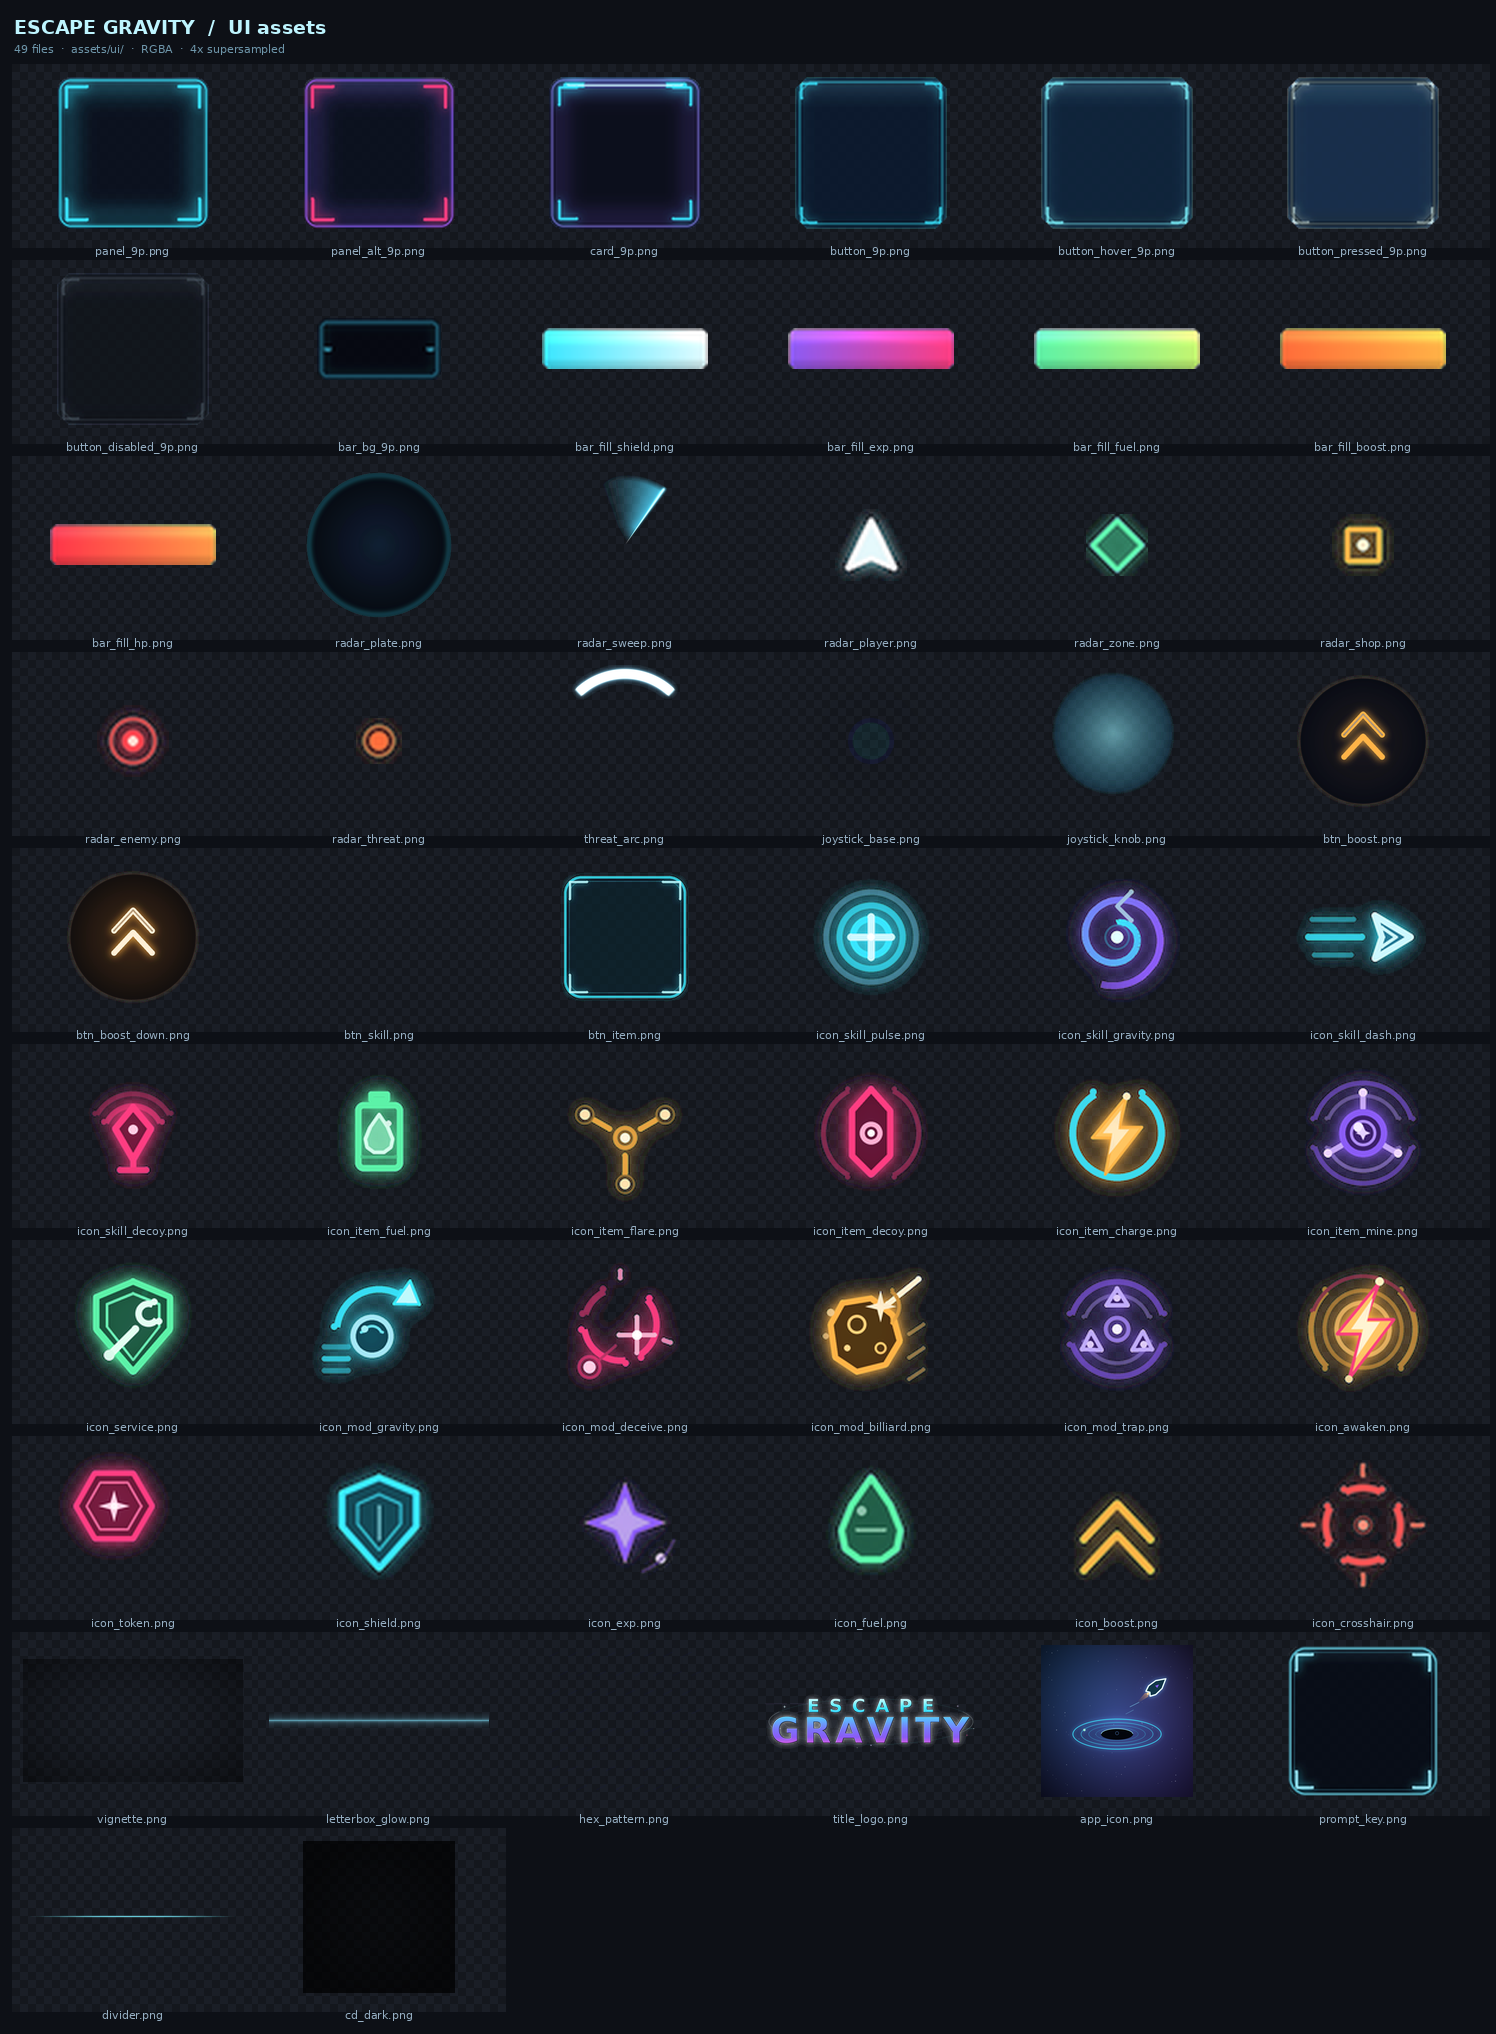 ESCAPE GRAVITY / UI assets
49 files · assets/ui/ · RGBA · 4x supersampled
panel_9p.png
panel_alt_9p.png
card_9p.png
button_9p.png
button_hover_9p.png
button_pressed_9p.png
button_disabled_9p.png
bar_bg_9p.png
bar_fill_shield.png
bar_fill_exp.png
bar_fill_fuel.png
bar_fill_boost.png
bar_fill_hp.png
radar_plate.png
radar_sweep.png
radar_player.png
radar_zone.png
radar_shop.png
radar_enemy.png
radar_threat.png
threat_arc.png
joystick_base.png
joystick_knob.png
btn_boost.png
btn_boost_down.png
btn_skill.png
btn_item.png
icon_skill_pulse.png
icon_skill_gravity.png
icon_skill_dash.png
icon_skill_decoy.png
icon_item_fuel.png
icon_item_flare.png
icon_item_decoy.png
icon_item_charge.png
icon_item_mine.png
icon_service.png
icon_mod_gravity.png
icon_mod_deceive.png
icon_mod_billiard.png
icon_mod_trap.png
icon_awaken.png
icon_token.png
icon_shield.png
icon_exp.png
icon_fuel.png
icon_boost.png
icon_crosshair.png
ESCAPE
GRAVITY
vignette.png
letterbox_glow.png
hex_pattern.png
title_logo.png
app_icon.png
prompt_key.png
divider.png
cd_dark.png